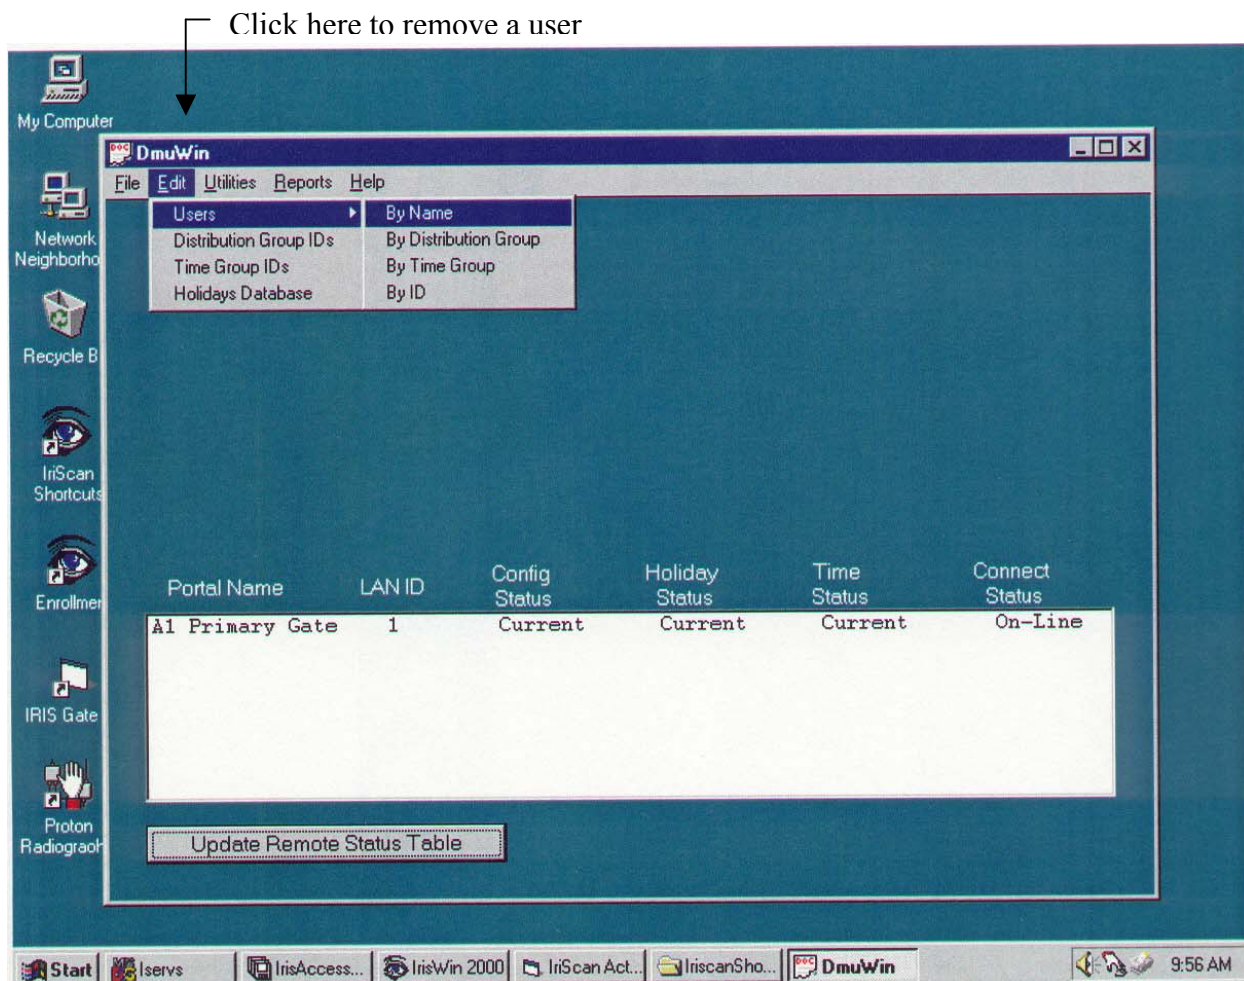 Click here to remove a user
My Computer
DmuWin
File Edit Utilities Reports Help
Users By Name
Distribution Group IDs By Distribution Group
Time Group IDs By Time Group
Holidays Database By ID
Network
Neighborho
Recycle B
IriScan
Shortcuts
Enrollmen
IRIS Gate
Proton
Radiograph
Portal Name LAN ID Config Status Holiday Status Time Status Connect Status
A1 Primary Gate 1 Current Current Current On-Line
Update Remote Status Table
Start Iservs IrisAccess... IrisWin 2000 IriScan Act... IriscanSho... DmuWin 9:56 AM